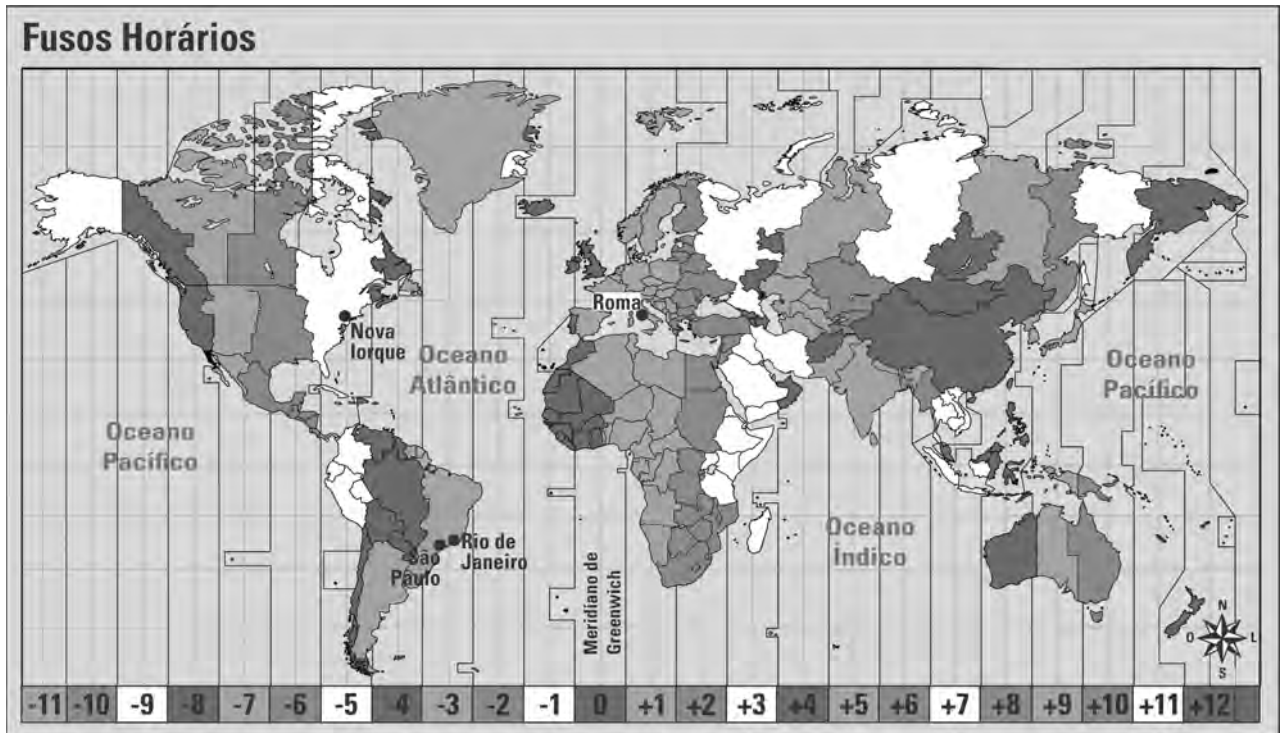 Fusos Horários
Roma
Nova
Iorque
Oceano
Atlântico
Oceano
Pacífico
Oceano
Pacífico
Oceano
Índico
São
Paulo
Rio de
Janeiro
Meridiano de
Greenwich
N
O
L
S
-11 -10 -9 -8 -7 -6 -5 -4 -3 -2 -1 0 +1 +2 +3 +4 +5 +6 +7 +8 +9 +10 +11 +12